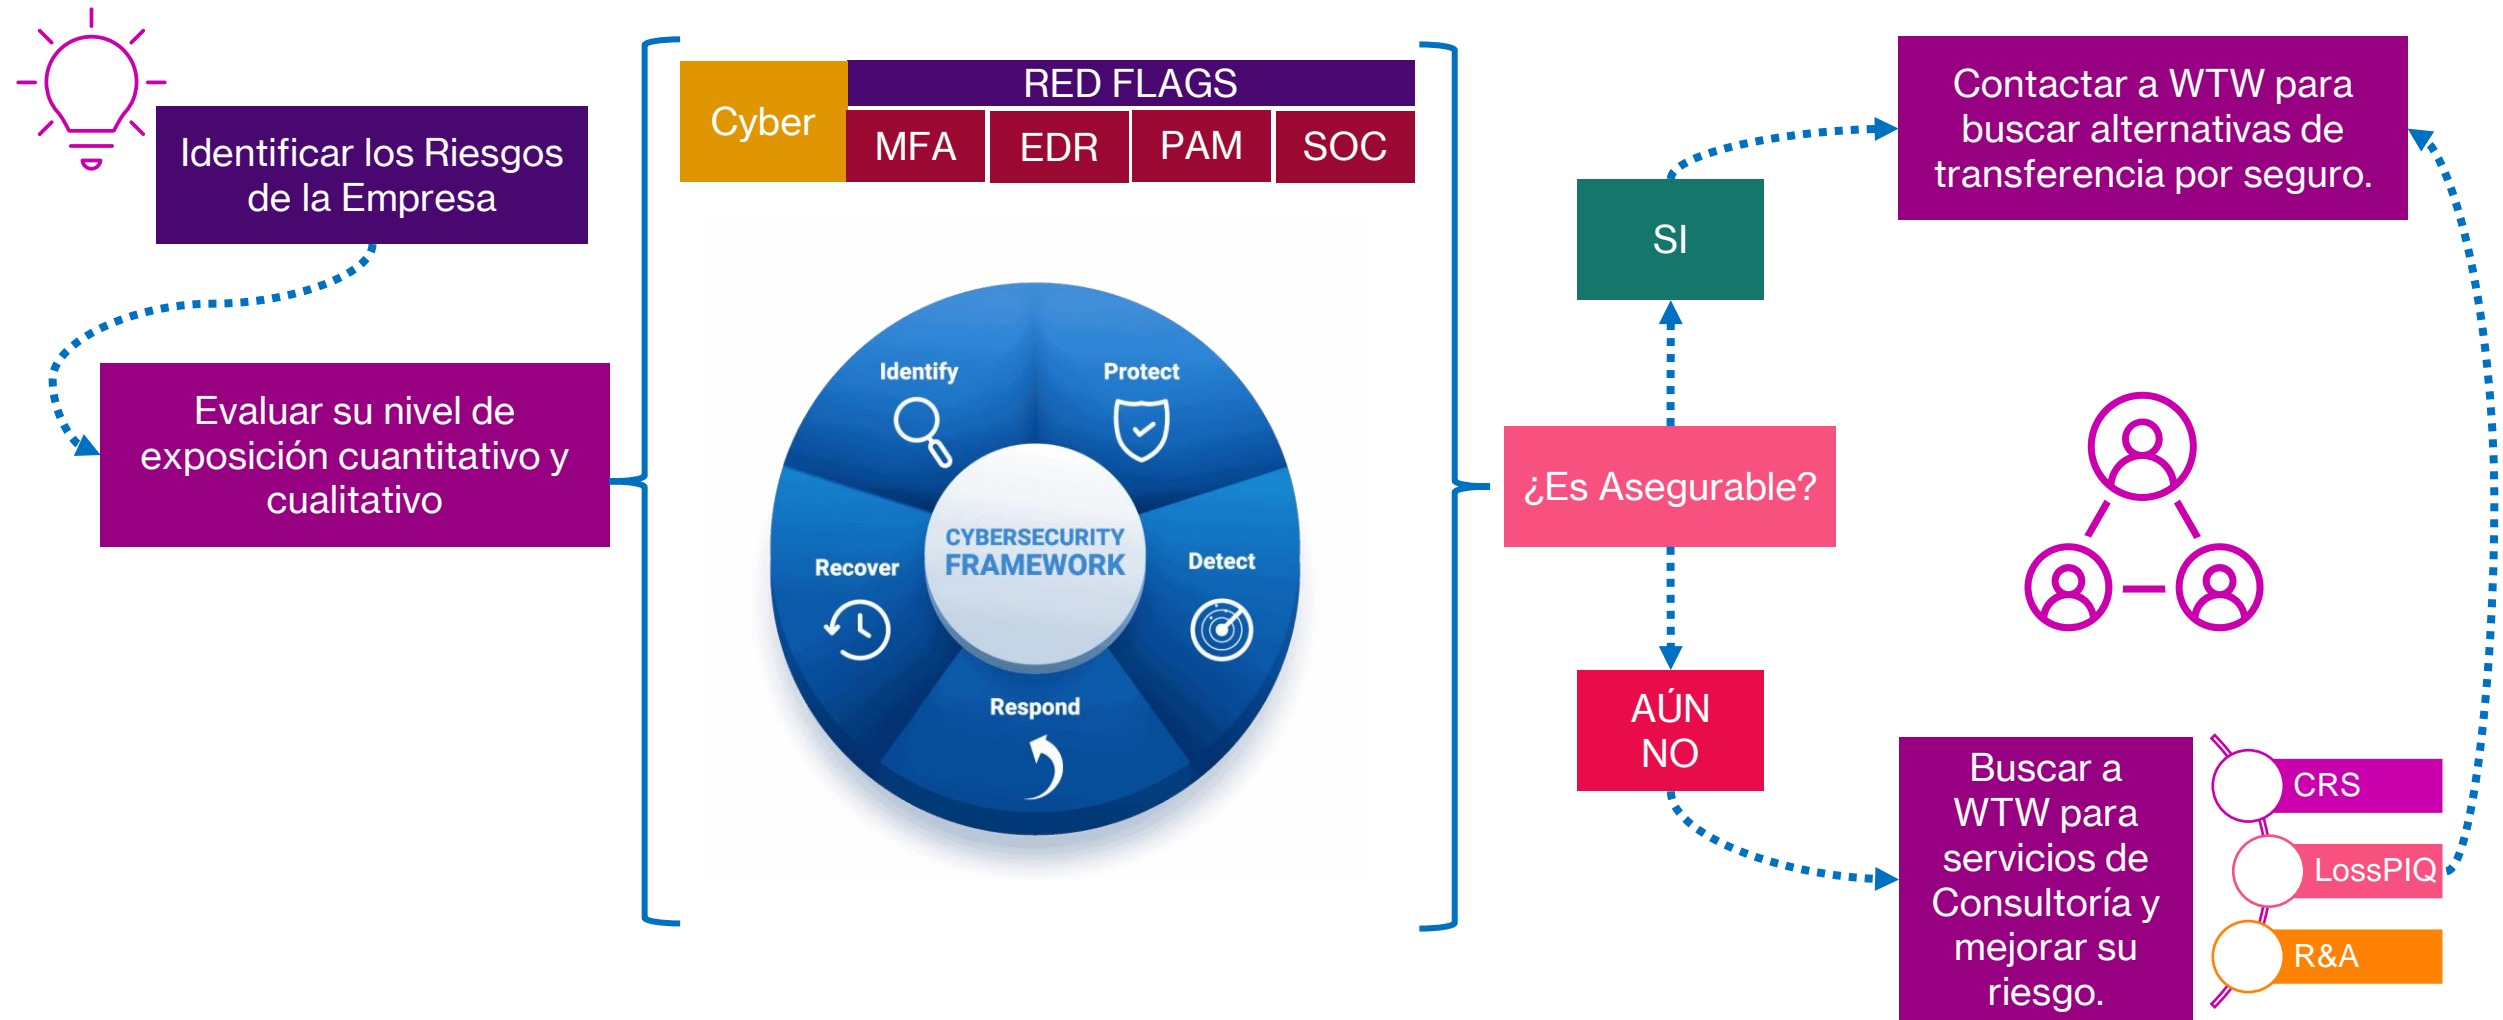 Identificar los Riesgos
de la Empresa
Evaluar su nivel de
exposición cuantitativo y
cualitativo
Cyber
RED FLAGS
MFA
EDR
PAM
SOC
Identify
Protect
CYBERSECURITY
FRAMEWORK
Recover
Detect
Respond
¿Es Asegurable?
SI
AÚN
NO
Contactar a WTW para
buscar alternativas de
transferencia por seguro.
Buscar a
WTW para
servicios de
Consultoría y
mejorar su
riesgo.
CRS
LossPIQ
R&A